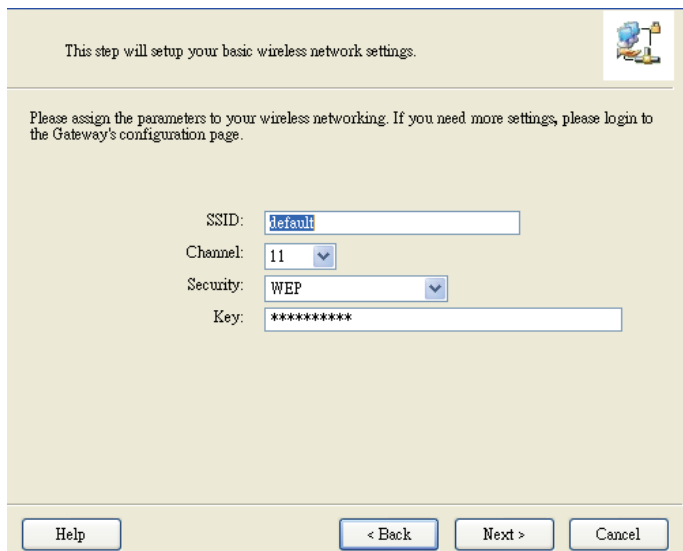 This step will setup your basic wireless network settings.
Please assign the parameters to your wireless networking. If you need more settings, please login to
the Gateway's configuration page.
SSID: default
Channel: 11
Security: WEP
Key: **********
Help < Back Next > Cancel